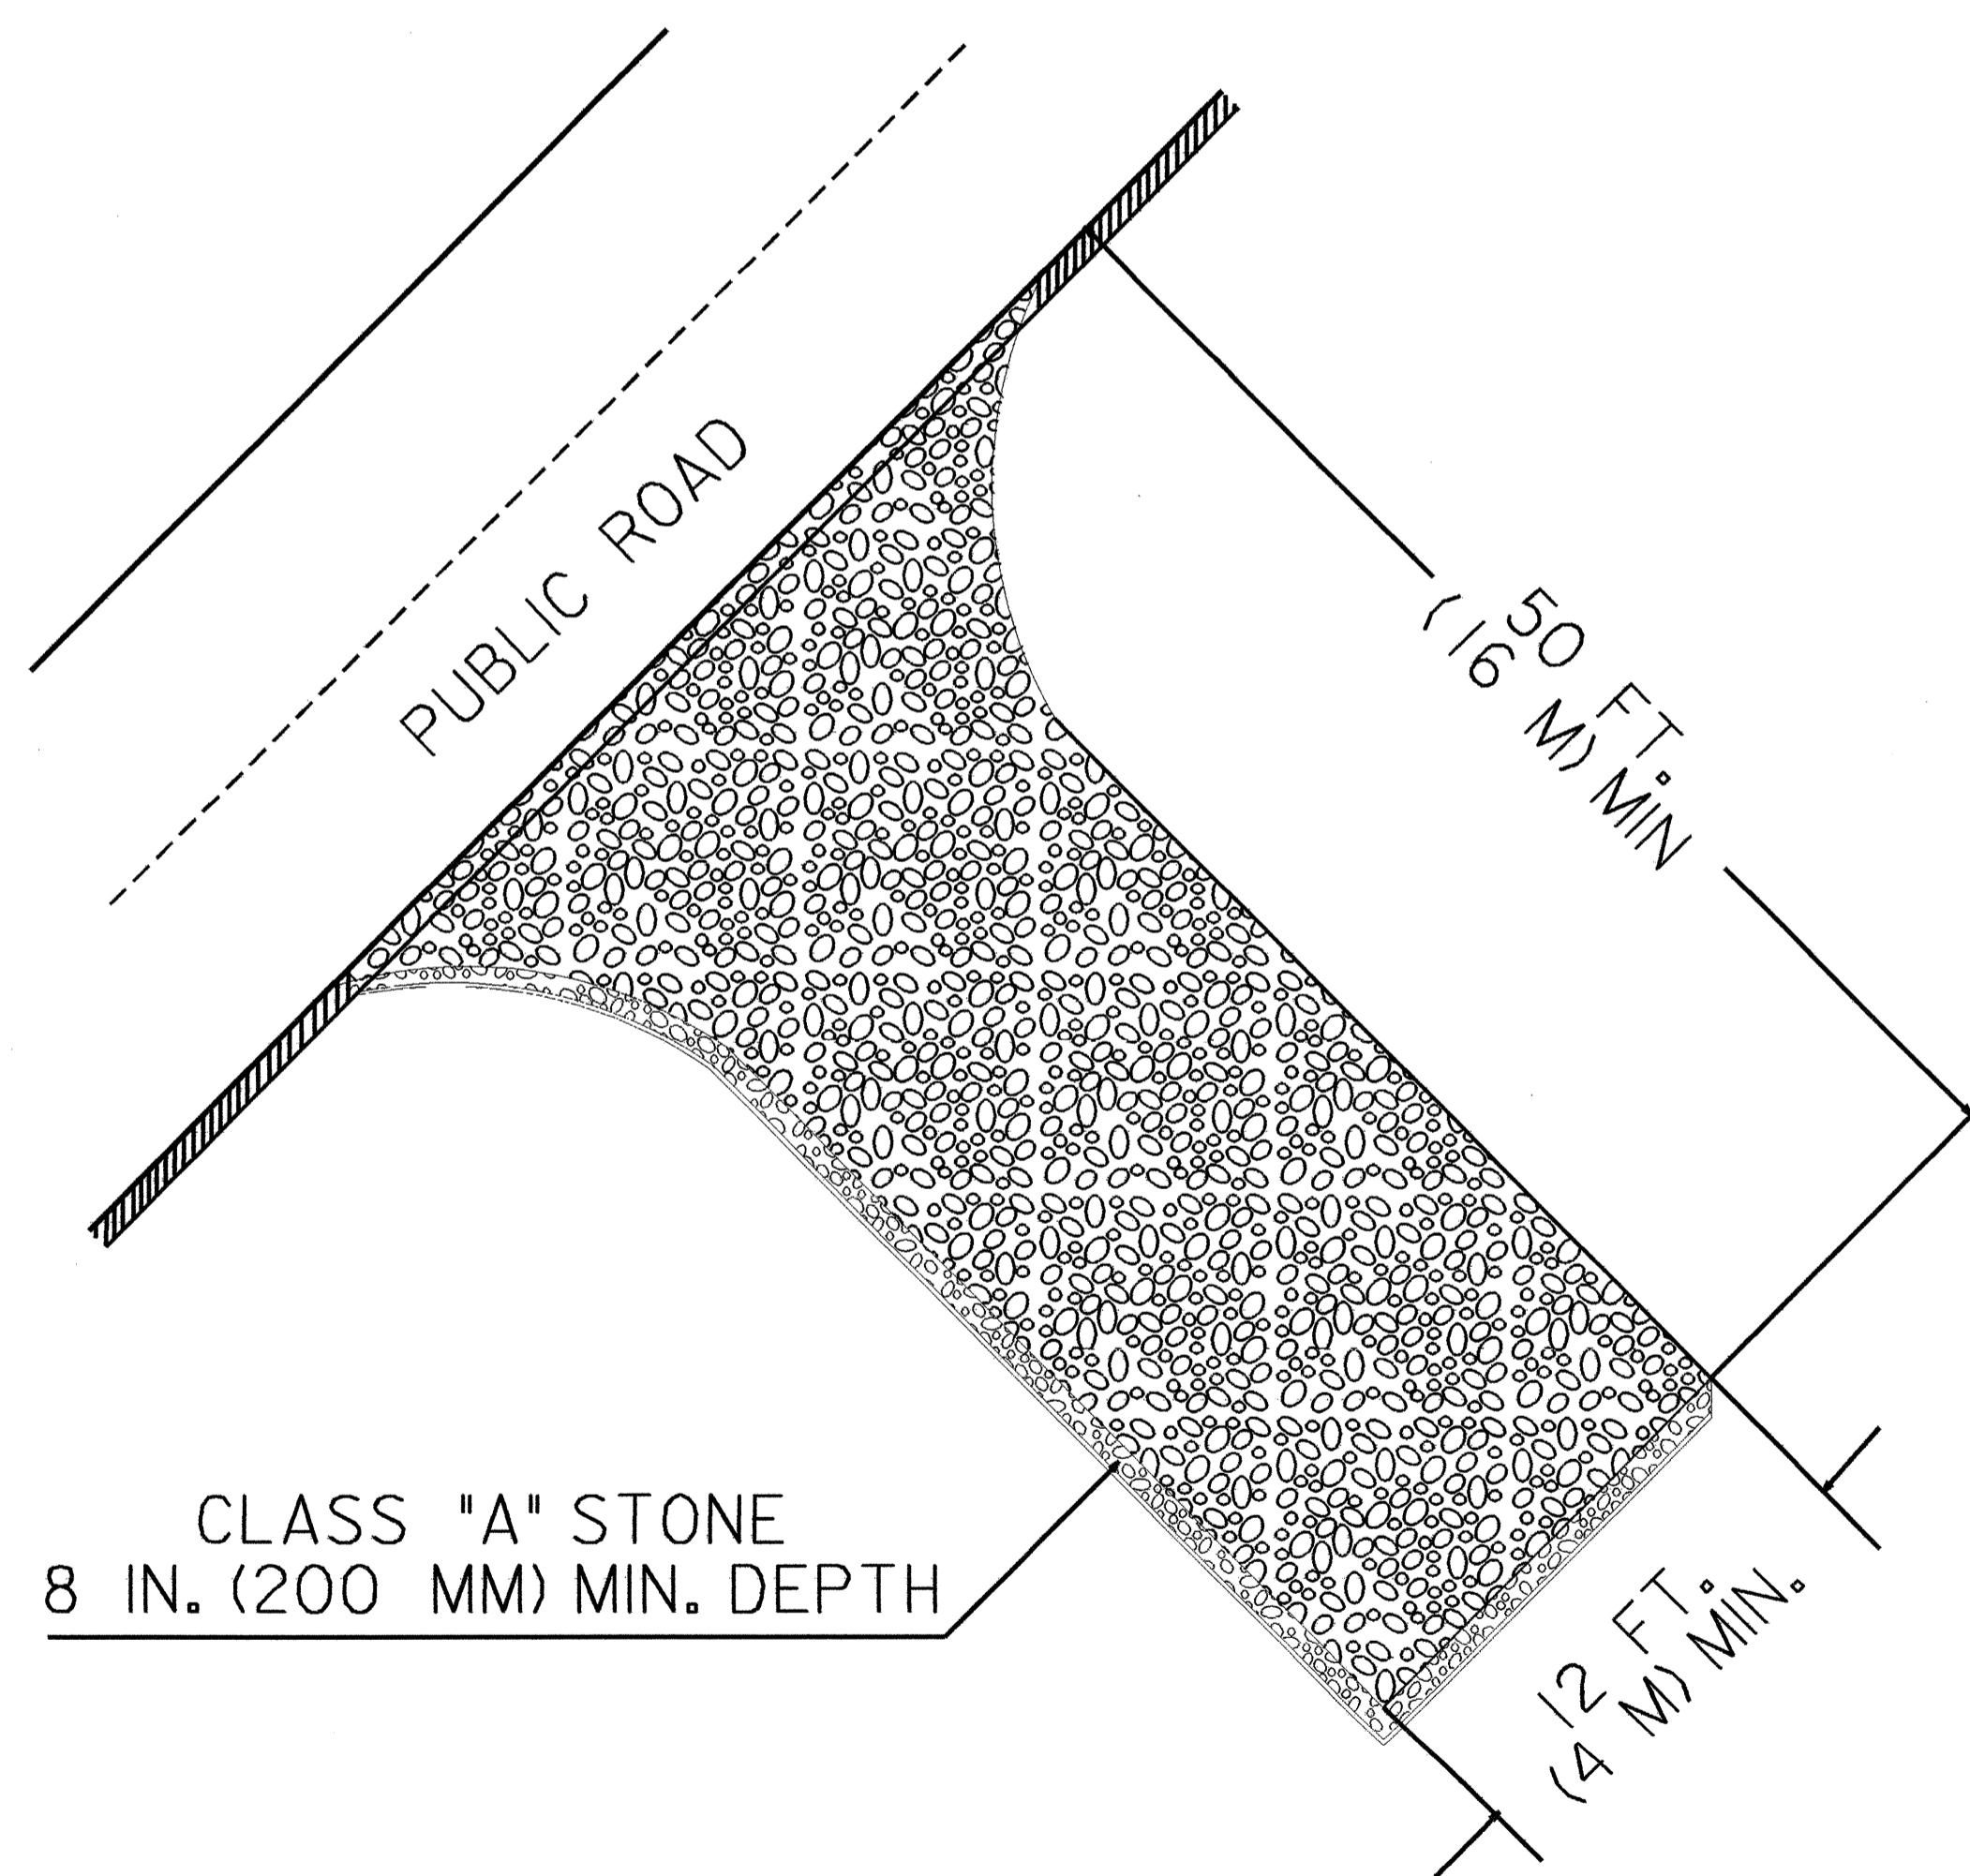 PUBLIC ROAD
50 FT.
(16 M) MIN
CLASS "A" STONE
8 IN. (200 MM) MIN. DEPTH
12 FT.
(4 M) MIN.